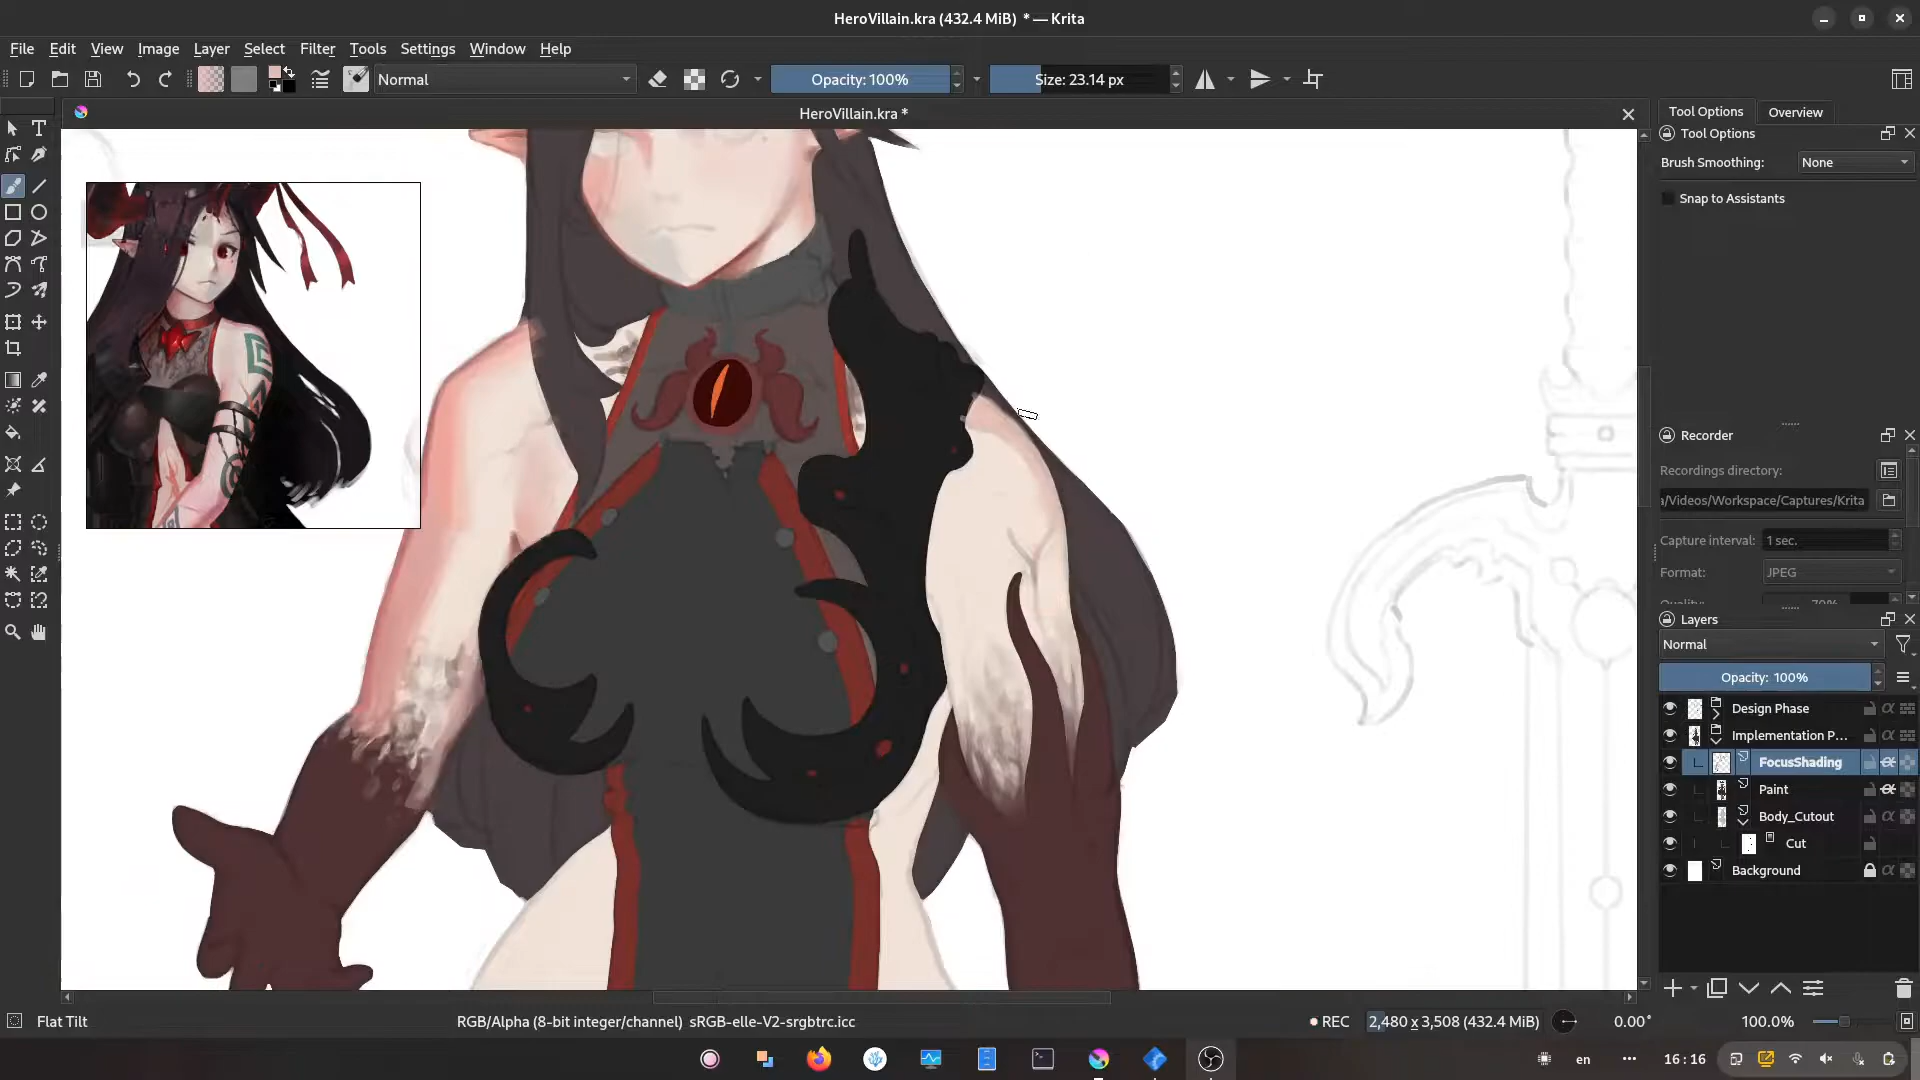 HeroVillain.kra (432.4 MiB) * — Krita
File Edit View Image Layer Select Filter Tools Settings Window Help
Normal
Opacity: 100%
Size: 23.14 px
HeroVillain.kra *
Tool Options Overview
Tool Options
Brush Smoothing: None
Snap to Assistants
Recorder
Recordings directory:
a/Videos/Workspace/Captures/Krita
Capture interval: 1 sec.
Format: JPEG
Layers
Normal
Opacity: 100%
Design Phase
Implementation P...
FocusShading
Paint
Body_Cutout
Cut
Background
Flat Tilt
RGB/Alpha (8-bit integer/channel) sRGB-elle-V2-srgbtrc.icc
REC
2,480 x 3,508 (432.4 MiB)
0.00°
100.0%
en
16:16